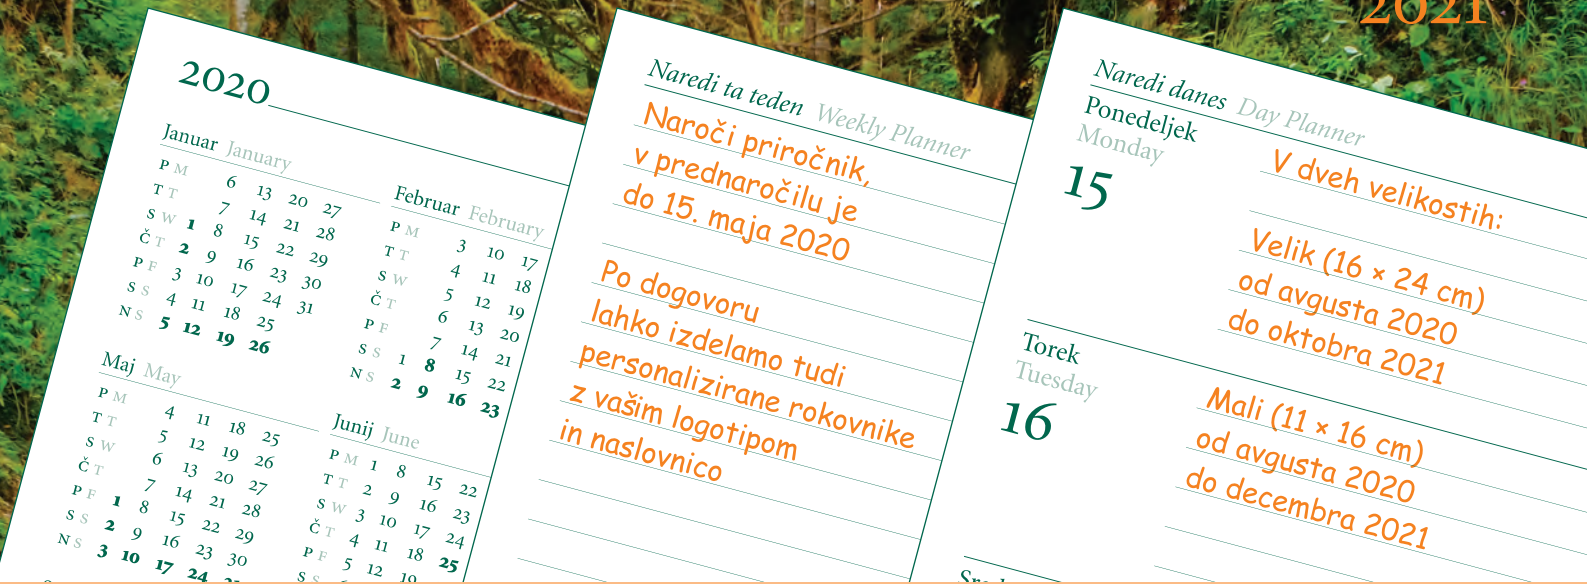 2021
2020
Januar January
P M 6 13 20 27
T T 7 14 21 28
S W 1 8 15 22 29
Č T 2 9 16 23 30
P F 3 10 17 24 31
S S 4 11 18 25
N S 5 12 19 26
Februar February
P M 3 10 17
T T 4 11 18
S W 5 12 19
Č T 6 13 20
P F 7 14 21
S S 1 8 15 22
N S 2 9 16 23
Maj May
P M 4 11 18 25
T T 5 12 19 26
S W 6 13 20 27
Č T 7 14 21 28
P F 1 8 15 22 29
S S 2 9 16 23 30
N S 3 10 17 24
Junij June
P M 1 8 15 22
T T 2 9 16 23
S W 3 10 17 24
Č T 4 11 18 25
P F 5 12 19
S S
Naredi ta teden Weekly Planner
Naroči priročnik,
v prednaročilu je
do 15. maja 2020
Po dogovoru
lahko izdelamo tudi
personalizirane rokovnike
z vašim logotipom
in naslovnico
Naredi danes Day Planner
Ponedeljek
Monday
15
V dveh velikostih:
Velik (16 × 24 cm)
od avgusta 2020
do oktobra 2021
Torek
Tuesday
16
Mali (11 × 16 cm)
od avgusta 2020
do decembra 2021